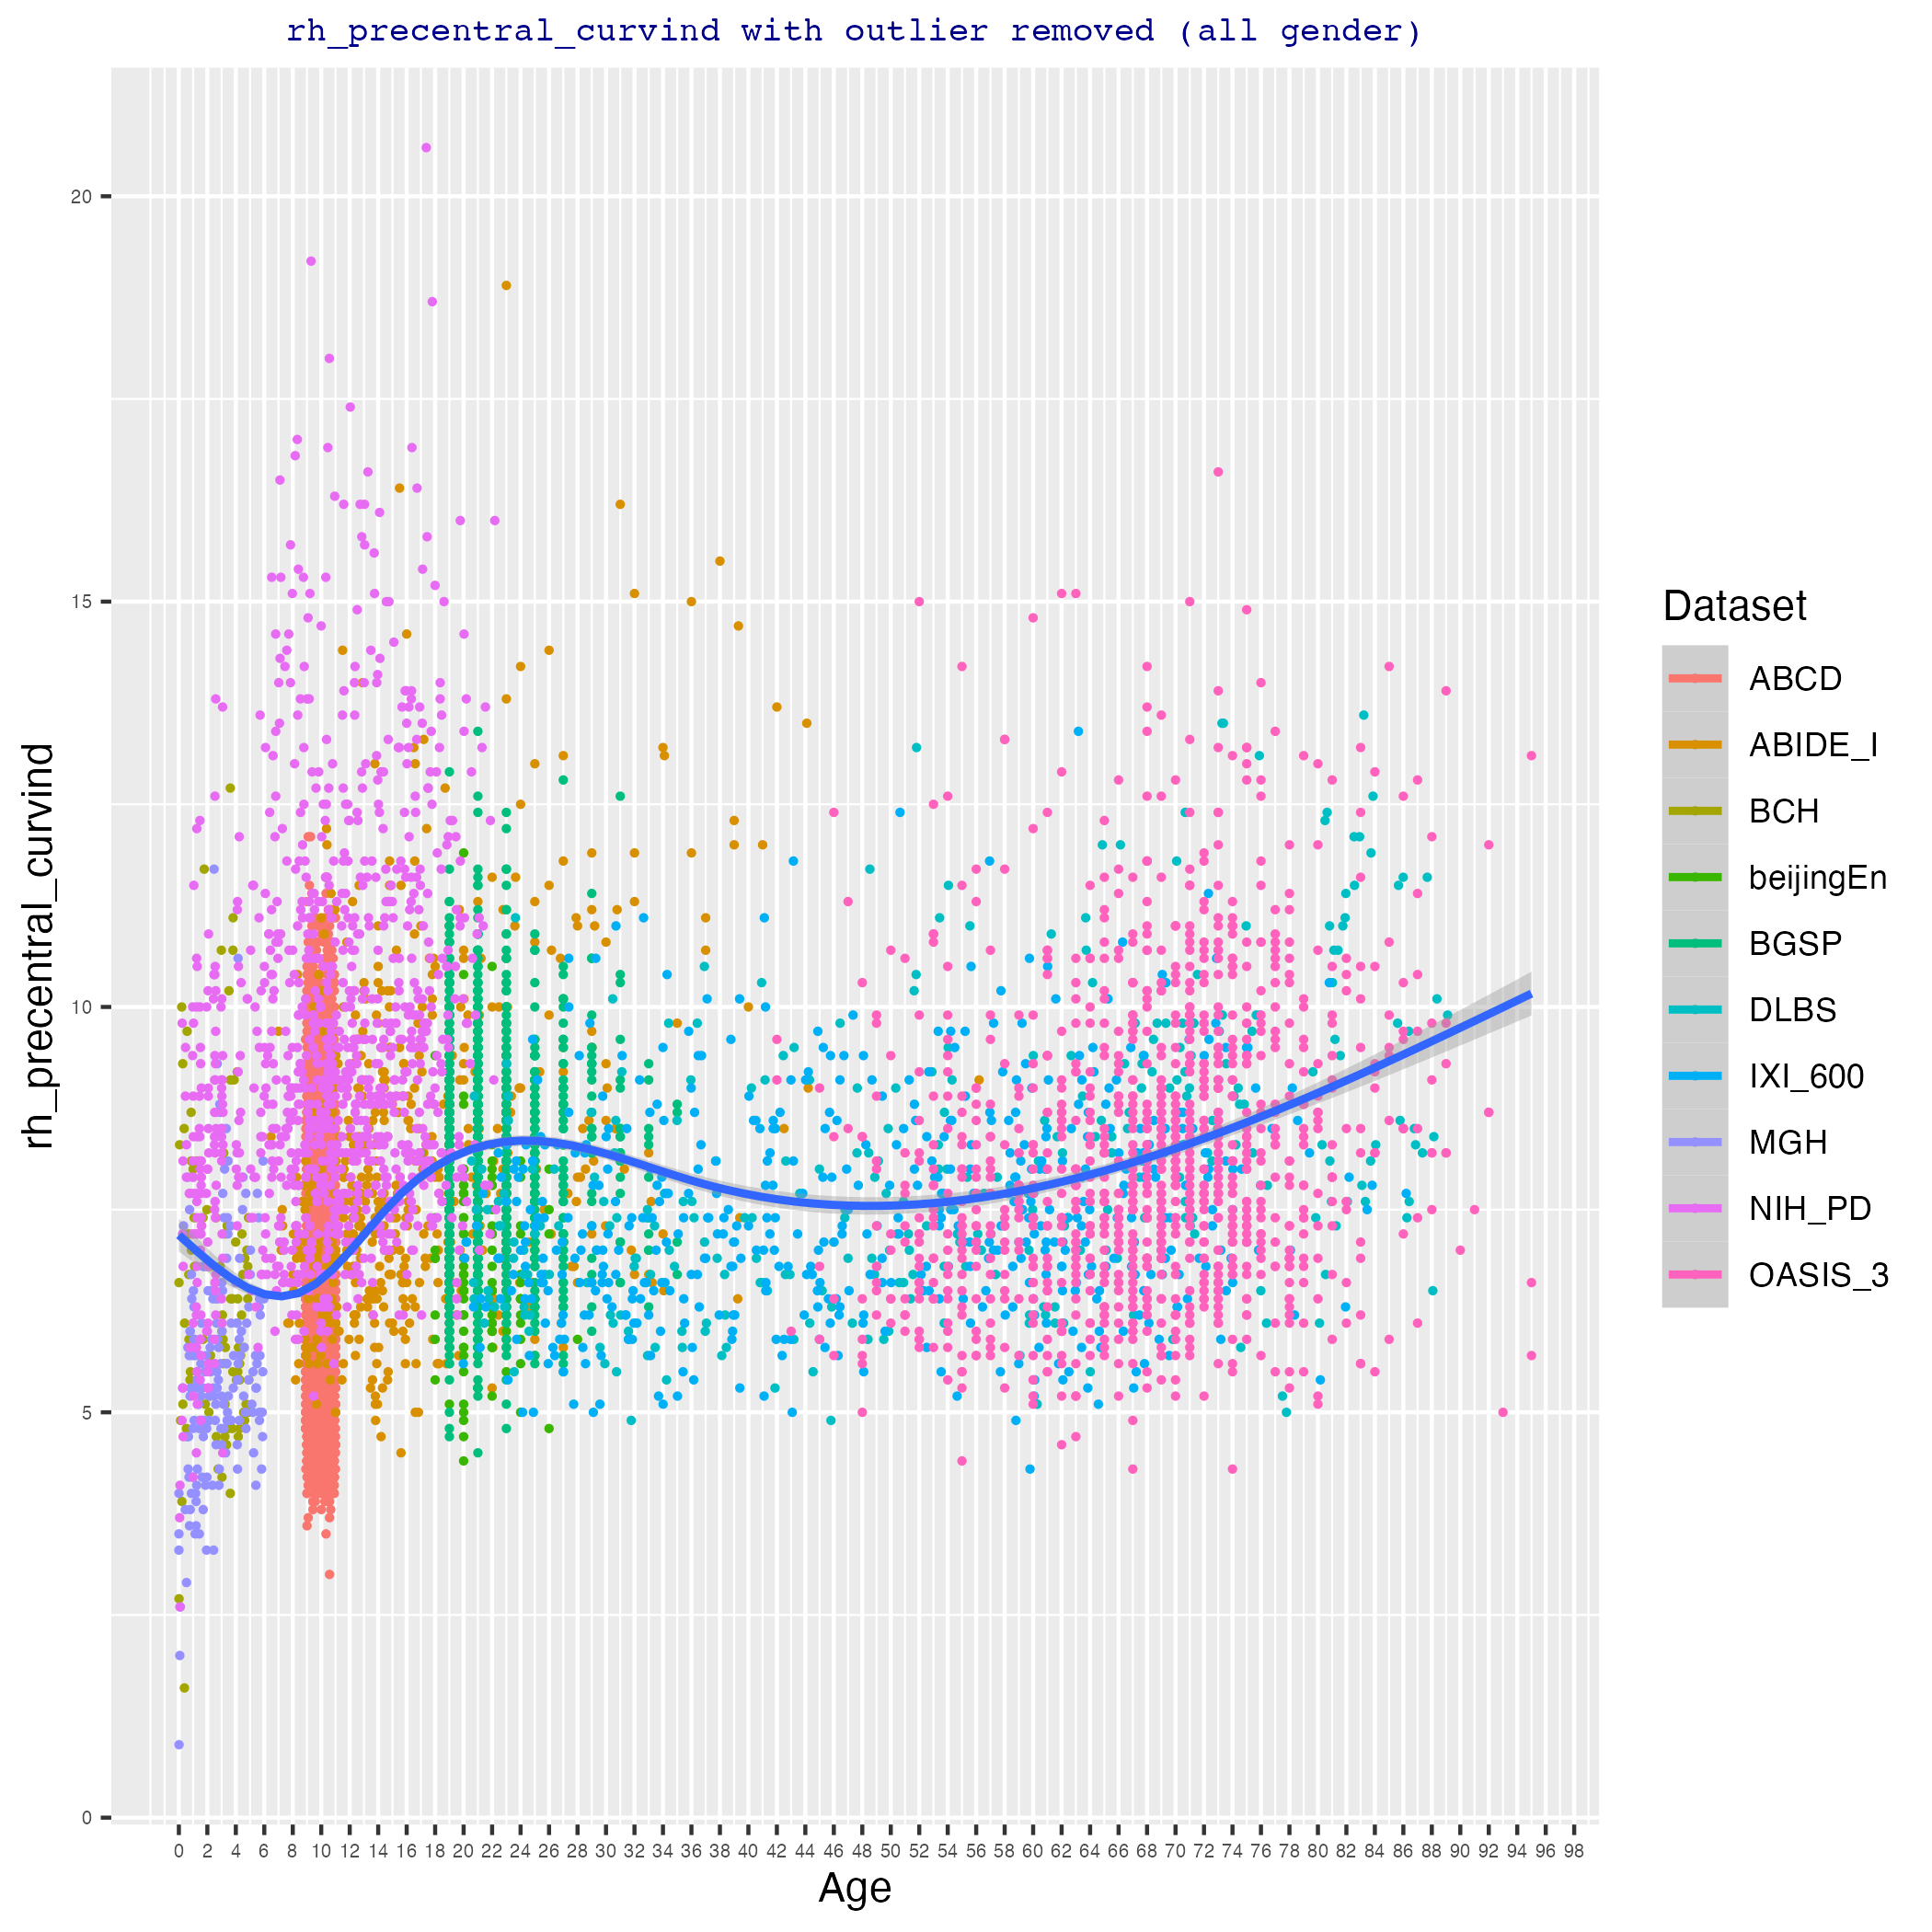 rh_precentral_curvind with outlier removed (all gender)
rh_precentral_curvind
20
15
10
5
0
0 2 4 6 8 10 12 14 16 18 20 22 24 26 28 30 32 34 36 38 40 42 44 46 48 50 52 54 56 58 60 62 64 66 68 70 72 74 76 78 80 82 84 86 88 90 92 94 96 98
Age
Dataset
ABCD
ABIDE_I
BCH
beijingEn
BGSP
DLBS
IXI_600
MGH
NIH_PD
OASIS_3